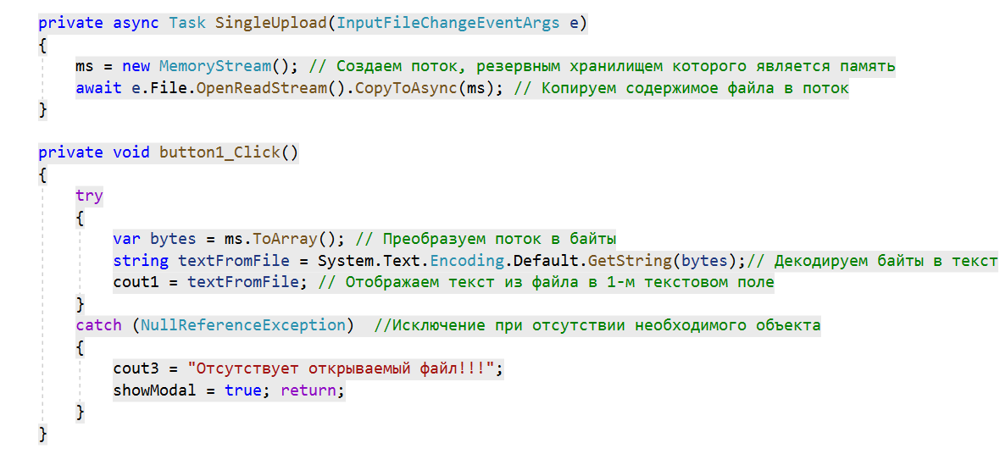 private async Task SingleUpload(InputFileChangeEventArgs e)
{
ms = new MemoryStream(); // Создаем поток, резервным хранилищем которого является память
await e.File.OpenReadStream().CopyToAsync(ms); // Копируем содержимое файла в поток
}
private void button1_Click()
{
try
{
var bytes = ms.ToArray(); // Преобразуем поток в байты
string textFromFile = System.Text.Encoding.Default.GetString(bytes);// Декодируем байты в текст
cout1 = textFromFile; // Отображаем текст из файла в 1-м текстовом поле
}
catch (NullReferenceException)  //Исключение при отсутствии необходимого объекта
{
cout3 = "Отсутствует открываемый файл!!!";
showModal = true; return;
}
}